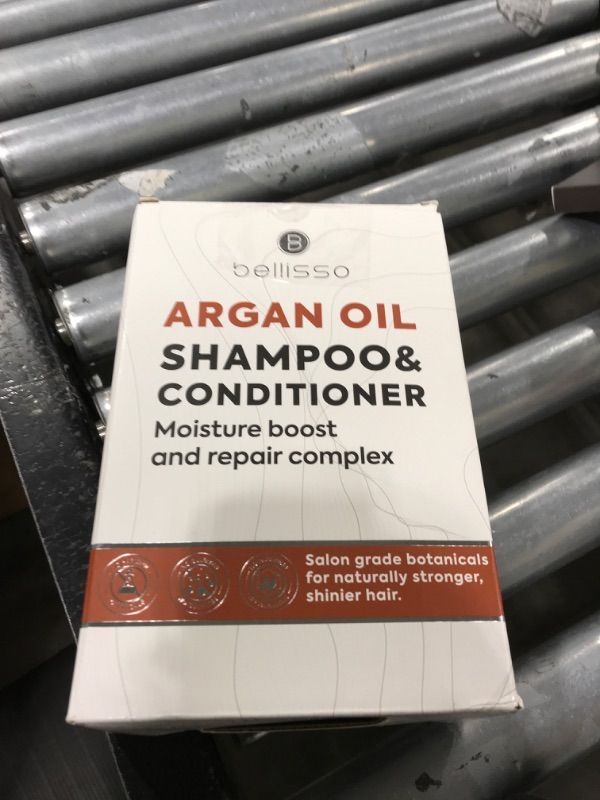 B
bellisso
ARGAN OIL
SHAMPOO&
CONDITIONER
Moisture boost
and repair complex
Salon grade botanicals
for naturally stronger,
shinier hair.